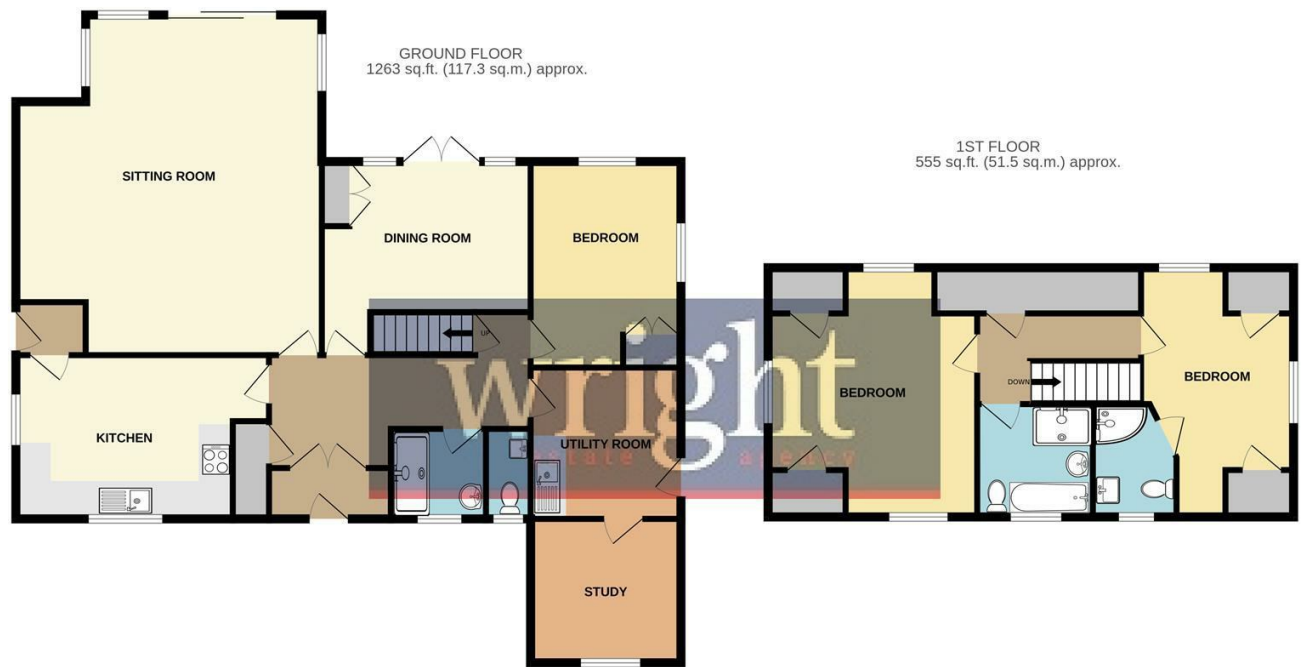 GROUND FLOOR
1263 sq.ft. (117.3 sq.m.) approx.
1ST FLOOR
555 sq.ft. (51.5 sq.m.) approx.
SITTING ROOM
DINING ROOM
BEDROOM
UP
KITCHEN
UTILITY ROOM
STUDY
BEDROOM
DOWN
BEDROOM
wright
estate agency